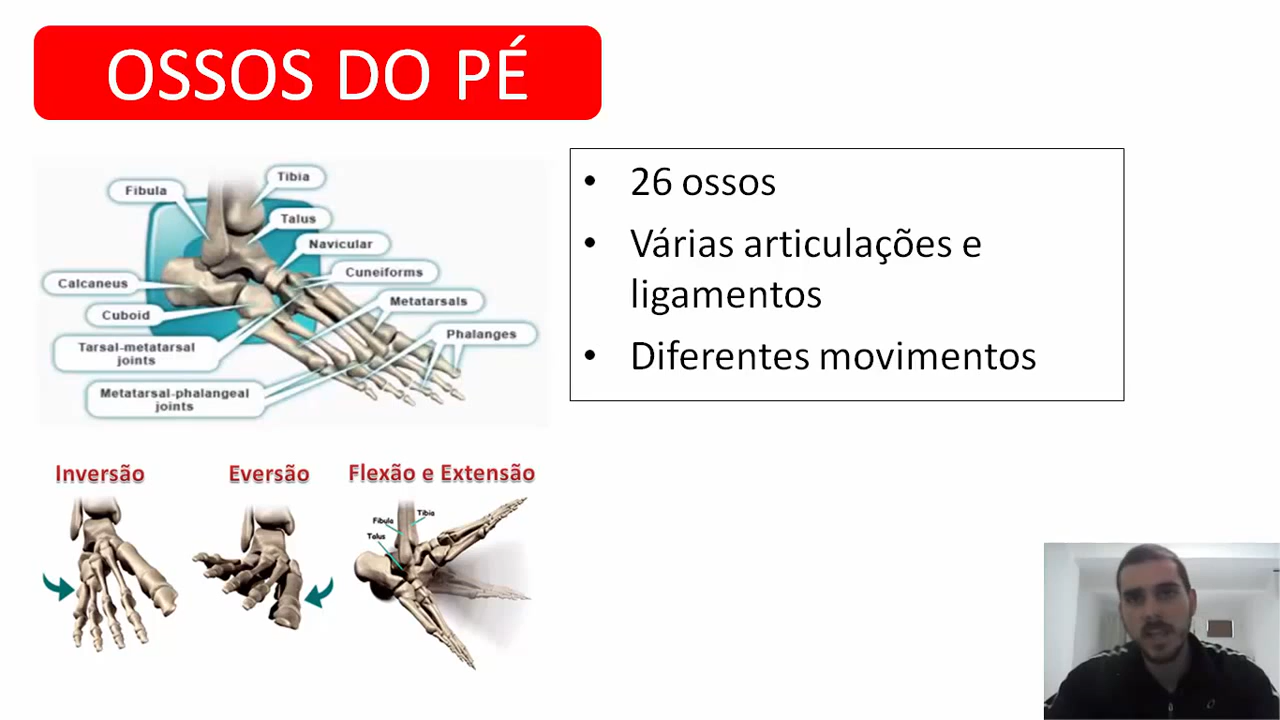 OSSOS DO PÉ
Tibia
Fibula
Talus
Navicular
Cuneiforms
Calcaneus
Metatarsals
Cuboid
Phalanges
Tarsal-metatarsal
joints
Metatarsal-phalangeal
joints
• 26 ossos
• Várias articulações e
ligamentos
• Diferentes movimentos
Inversão
Eversão
Flexão e Extensão
Tibia
Fibula
Talus